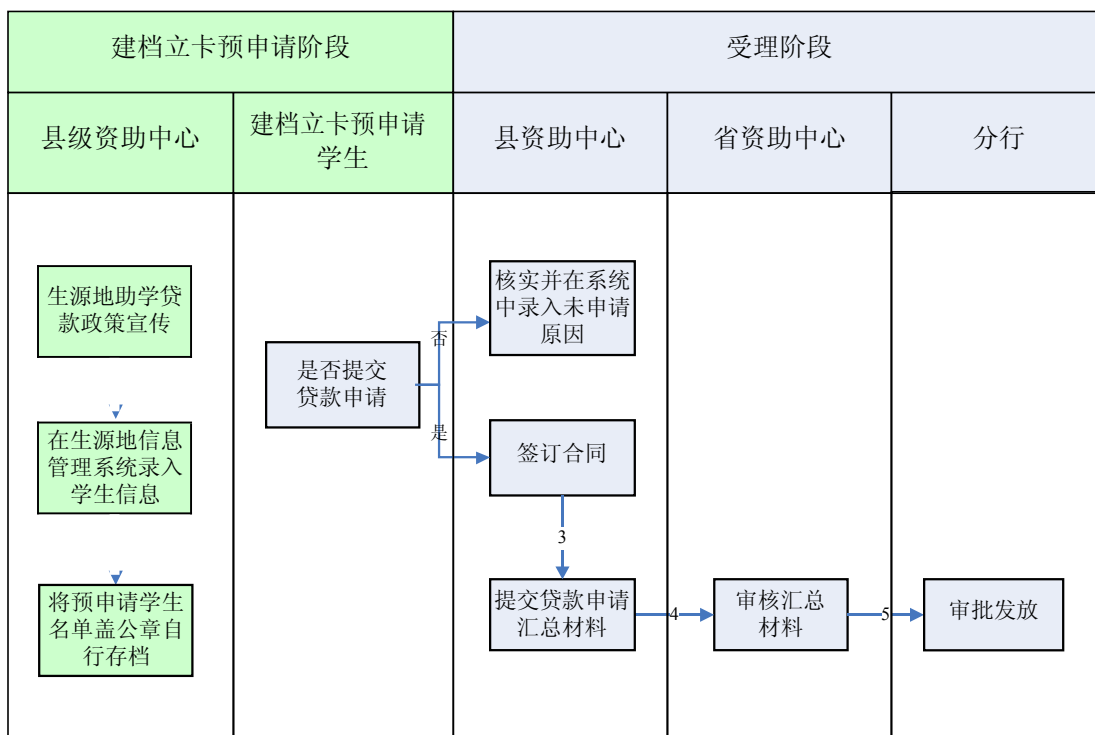 建档立卡预申请阶段
受理阶段
县级资助中心
建档立卡预申请
学生
县资助中心
省资助中心
分行
生源地助学贷
款政策宣传
在生源地信息
管理系统录入
学生信息
将预申请学生
名单盖公章自
行存档
是否提交
贷款申请
否
是
核实并在系统
中录入未申请
原因
签订合同
3
提交贷款申请
汇总材料
4
审核汇总
材料
5
审批发放